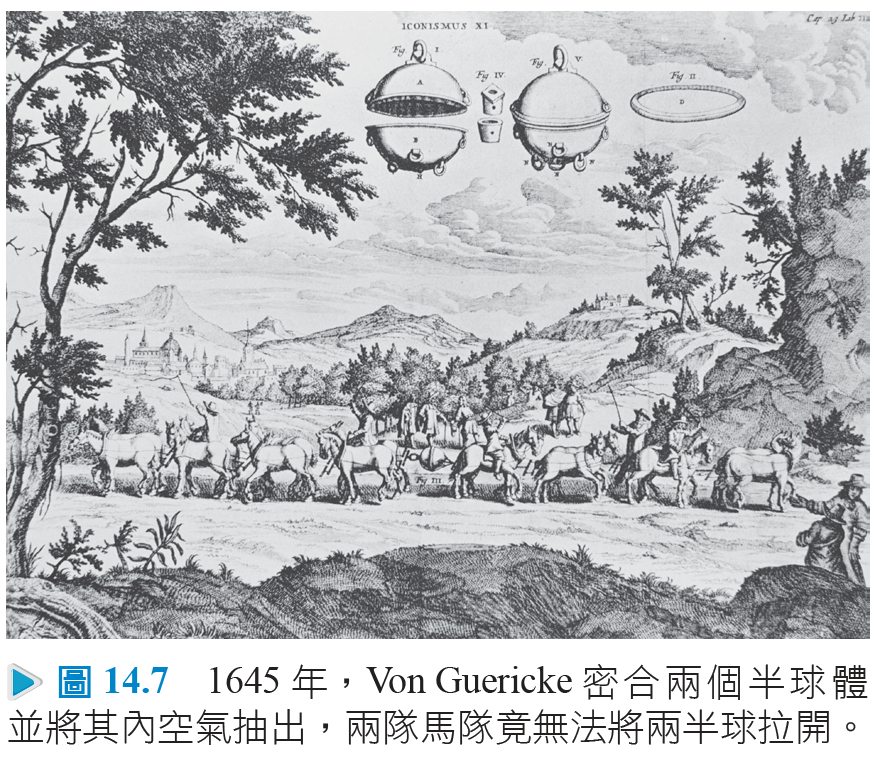 ICONISMUS XI.
Fig I
A
B
Fig. IV.
Fig. V.
Fig II.
D
Fig III
圖 14.7 1645 年，Von Guericke 密合兩個半球體
並將其內空氣抽出，兩隊馬隊竟無法將兩半球拉開。